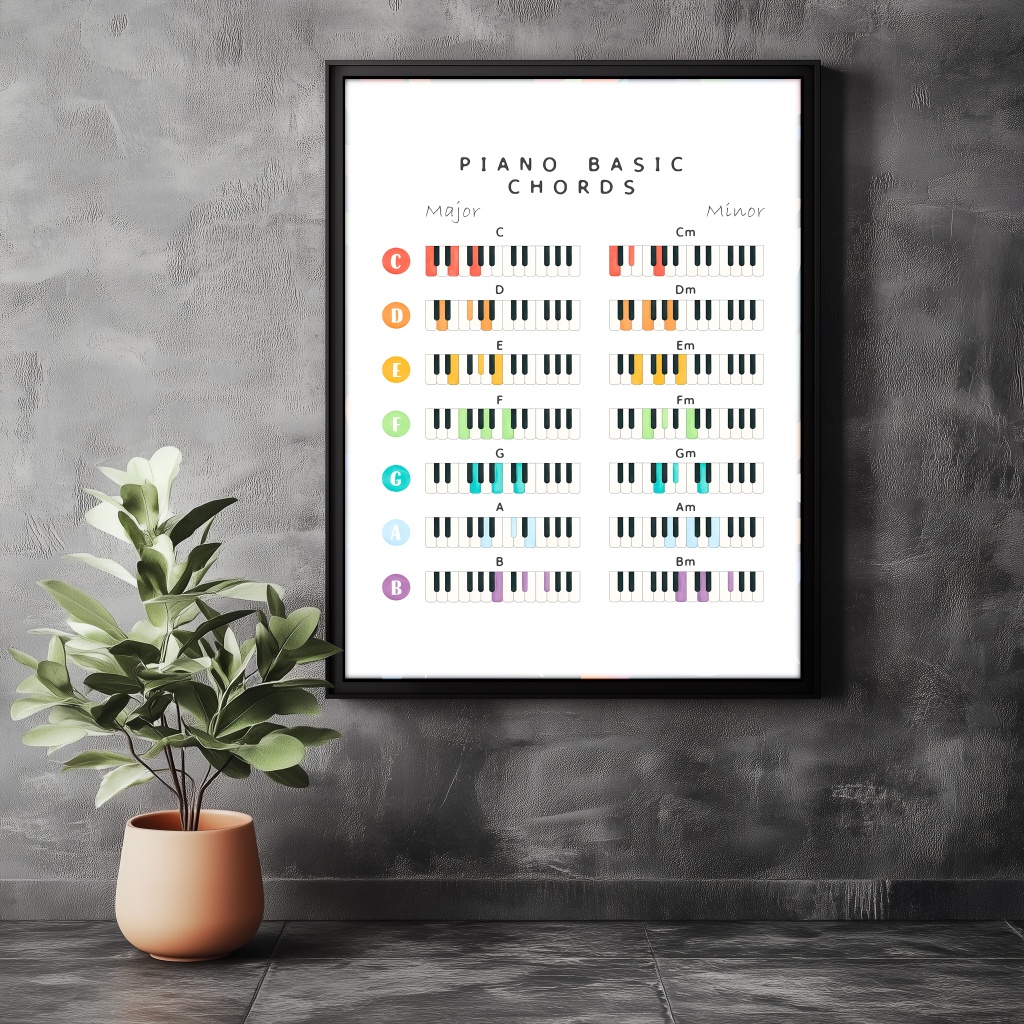 PIANO BASIC
CHORDS
Major Minor
C Cm
C
D Dm
D
E Em
E
F Fm
F
G Gm
G
A Am
A
B Bm
B